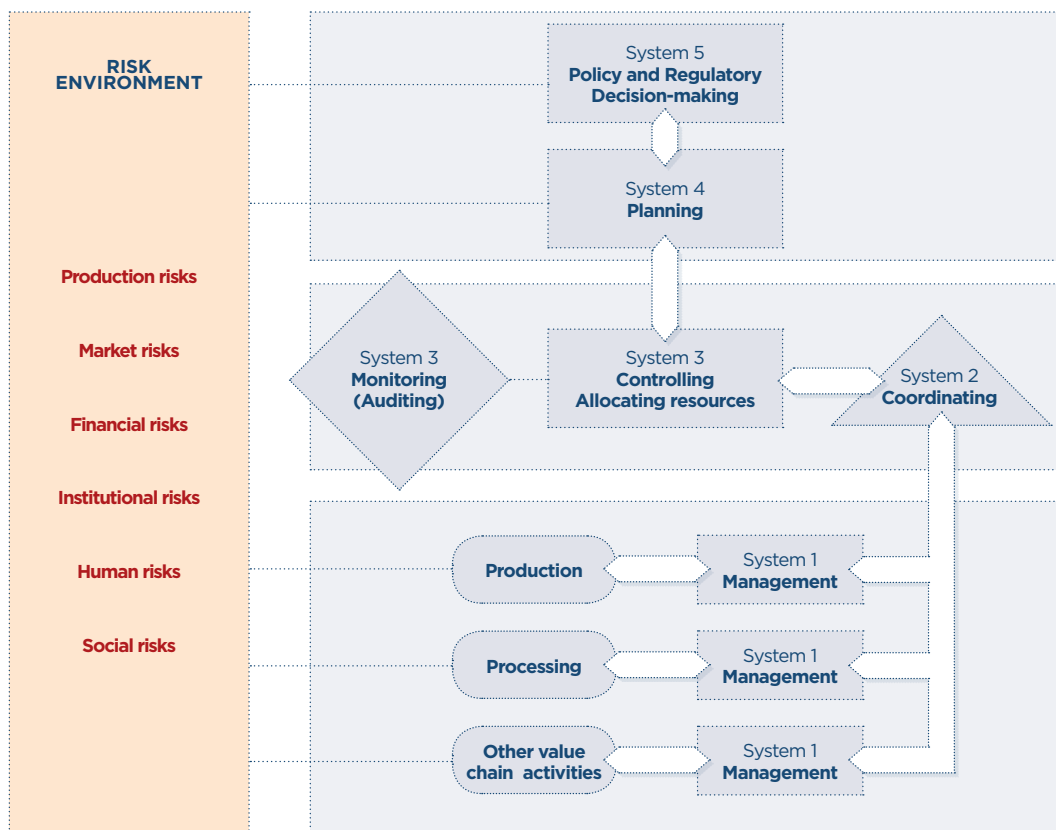 RISK
ENVIRONMENT
Production risks
Market risks
Financial risks
Institutional risks
Human risks
Social risks
System 5
Policy and Regulatory
Decision-making
System 4
Planning
System 3
Monitoring
(Auditing)
System 3
Controlling
Allocating resources
System 2
Coordinating
Production
System 1
Management
Processing
System 1
Management
Other value
chain activities
System 1
Management